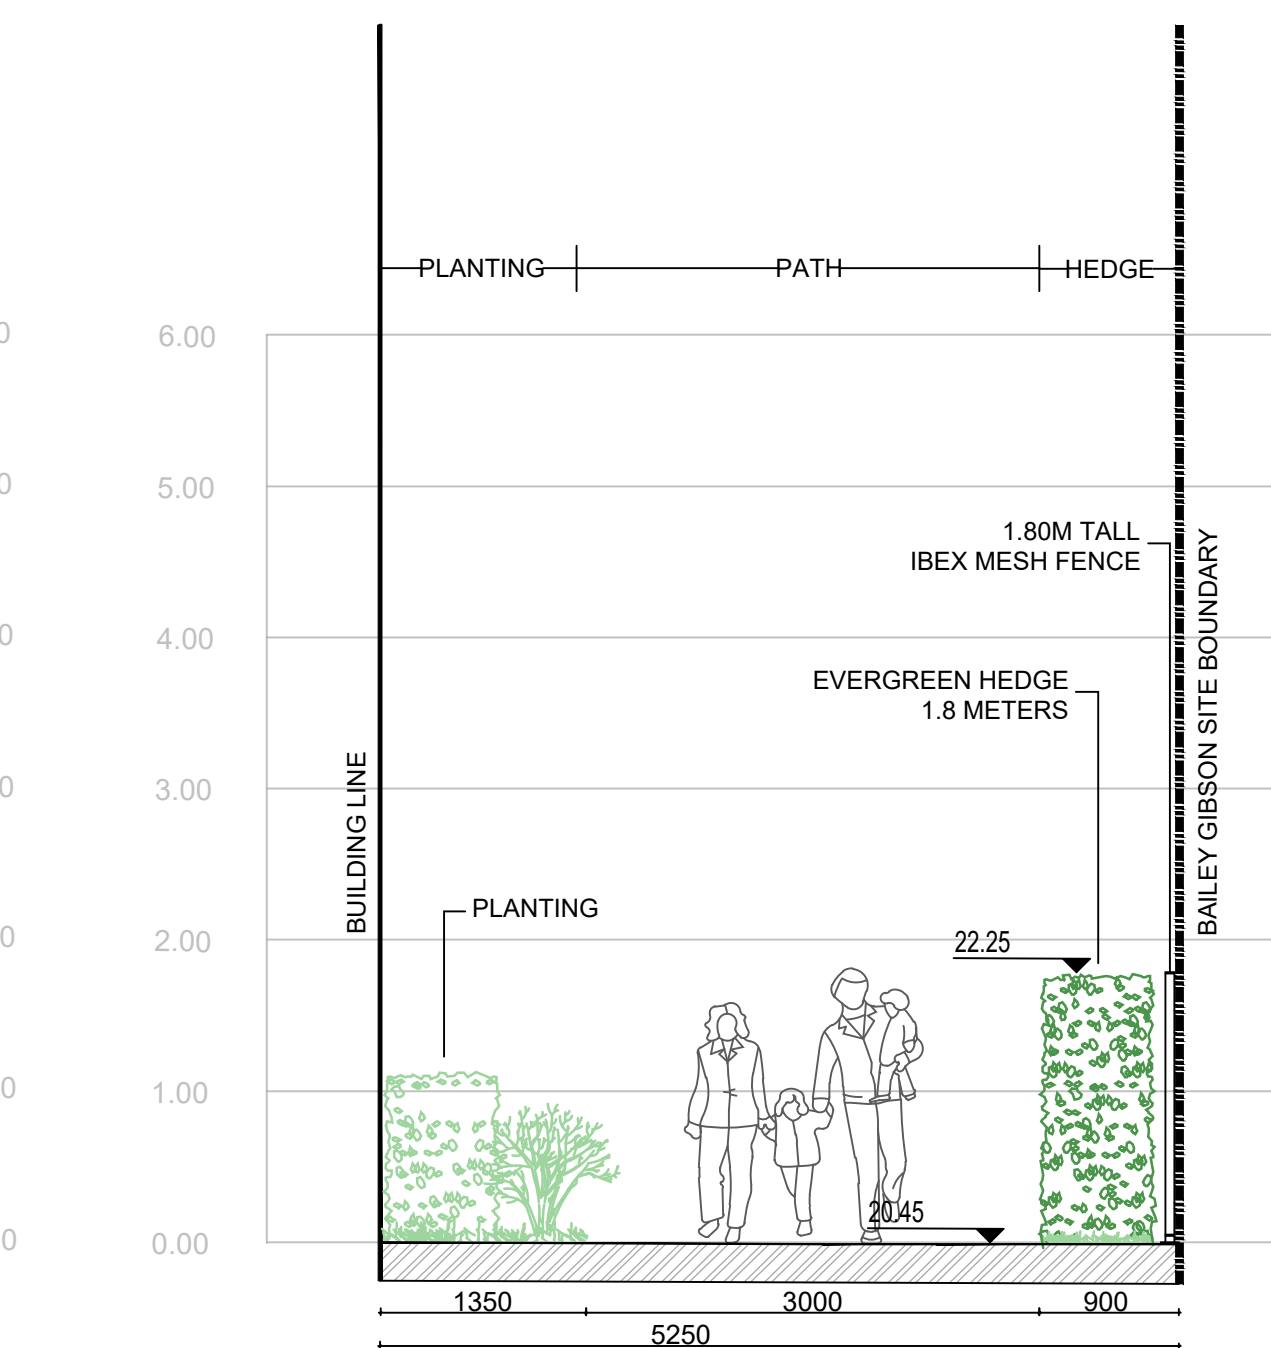 PLANTING
PATH
HEDGE
6.00
5.00
1.80M TALL
IBEX MESH FENCE
BAILEY GIBSON SITE BOUNDARY
4.00
EVERGREEN HEDGE
1.8 METERS
3.00
BUILDING LINE
PLANTING
2.00
22.25
1.00
20.45
0.00
1350
3000
900
5250